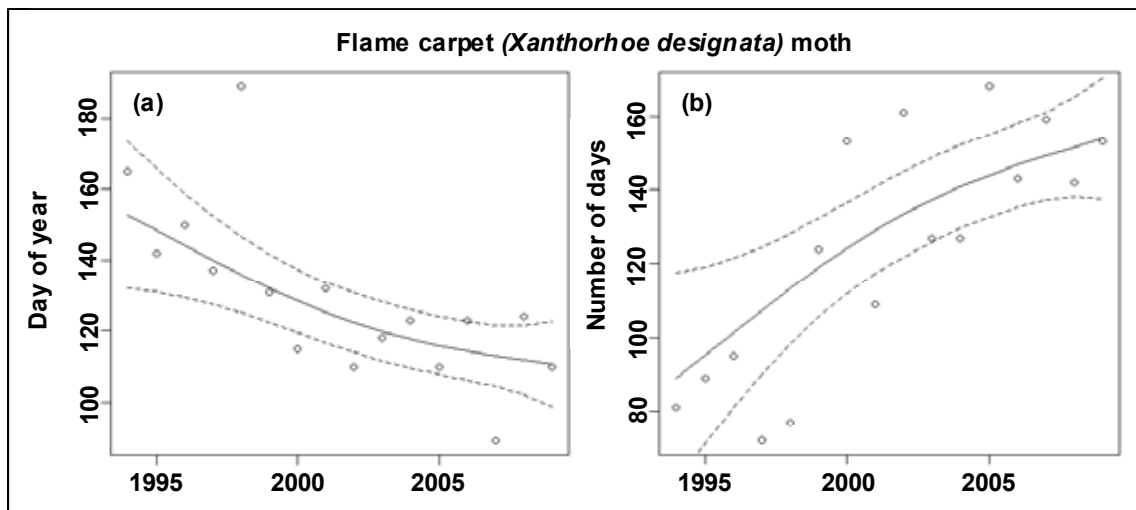 Flame carpet (Xanthorhoe designata) moth
(a)
Day of year
180
160
140
120
100
1995 2000 2005
(b)
Number of days
160
140
120
100
80
1995 2000 2005